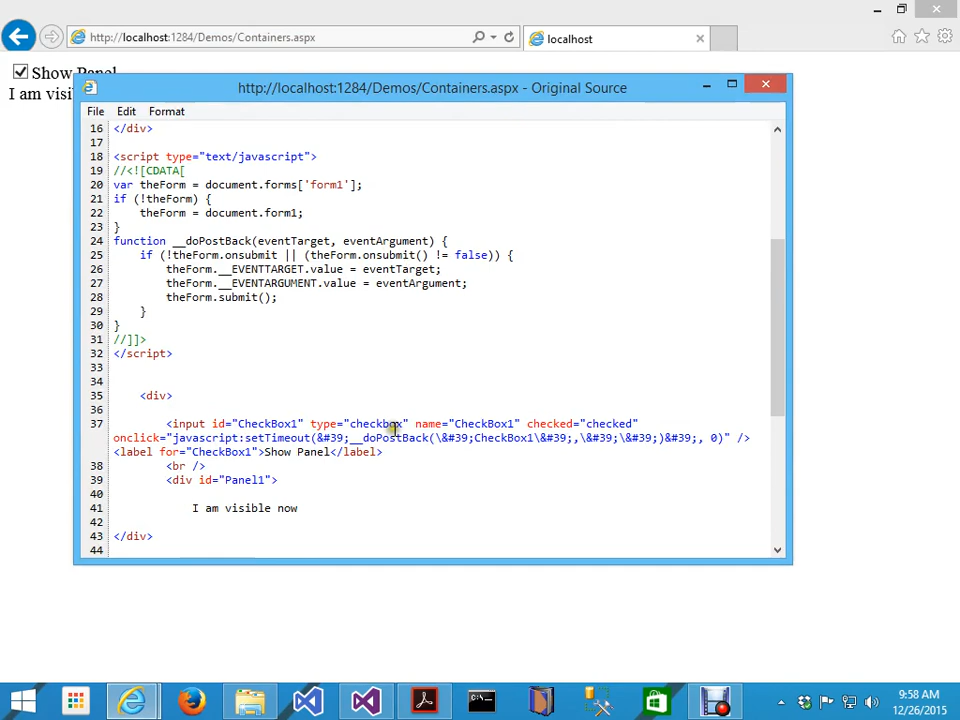 http://localhost:1284/Demos/Containers.aspx
localhost
Show Panel
I am visi
http://localhost:1284/Demos/Containers.aspx - Original Source
File Edit Format
16 </div>
17
18 <script type="text/javascript">
19 //<![CDATA[
20 var theForm = document.forms['form1'];
21 if (!theForm) {
22     theForm = document.form1;
23 }
24 function __doPostBack(eventTarget, eventArgument) {
25     if (!theForm.onsubmit || (theForm.onsubmit() != false)) {
26         theForm.__EVENTTARGET.value = eventTarget;
27         theForm.__EVENTARGUMENT.value = eventArgument;
28         theForm.submit();
29     }
30 }
31 //]]>
32 </script>
33
34
35     <div>
36
37         <input id="CheckBox1" type="checkbox" name="CheckBox1" checked="checked"
onclick="javascript:setTimeout(&#39;__doPostBack(\&#39;CheckBox1\&#39;,\&#39;\&#39;)&#39;, 0)" />
<label for="CheckBox1">Show Panel</label>
38         <br />
39         <div id="Panel1">
40
41             I am visible now
42
43 </div>
44
9:58 AM
12/26/2015